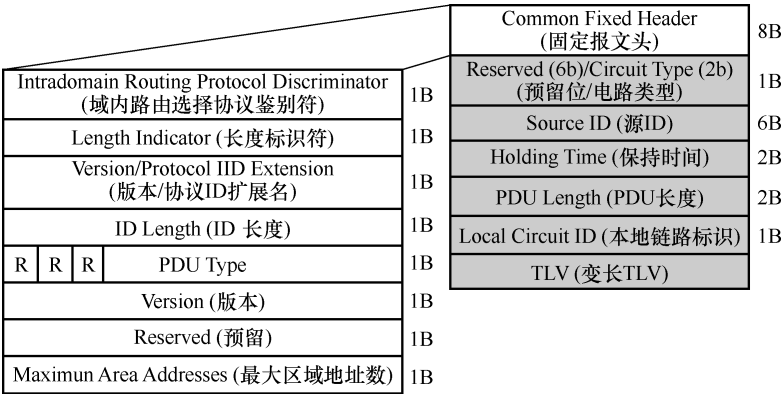 Common Fixed Header
(固定报文头)
8B
Reserved (6b)/Circuit Type (2b)
(预留位/电路类型)
1B
Source ID (源ID)
6B
Holding Time (保持时间)
2B
PDU Length (PDU长度)
2B
Local Circuit ID (本地链路标识)
1B
TLV (变长TLV)
Intradomain Routing Protocol Discriminator
(域内路由选择协议鉴别符)
1B
Length Indicator (长度标识符)
1B
Version/Protocol IID Extension
(版本/协议ID扩展名)
1B
ID Length (ID 长度)
1B
R R R PDU Type
1B
Version (版本)
1B
Reserved (预留)
1B
Maximun Area Addresses (最大区域地址数)
1B